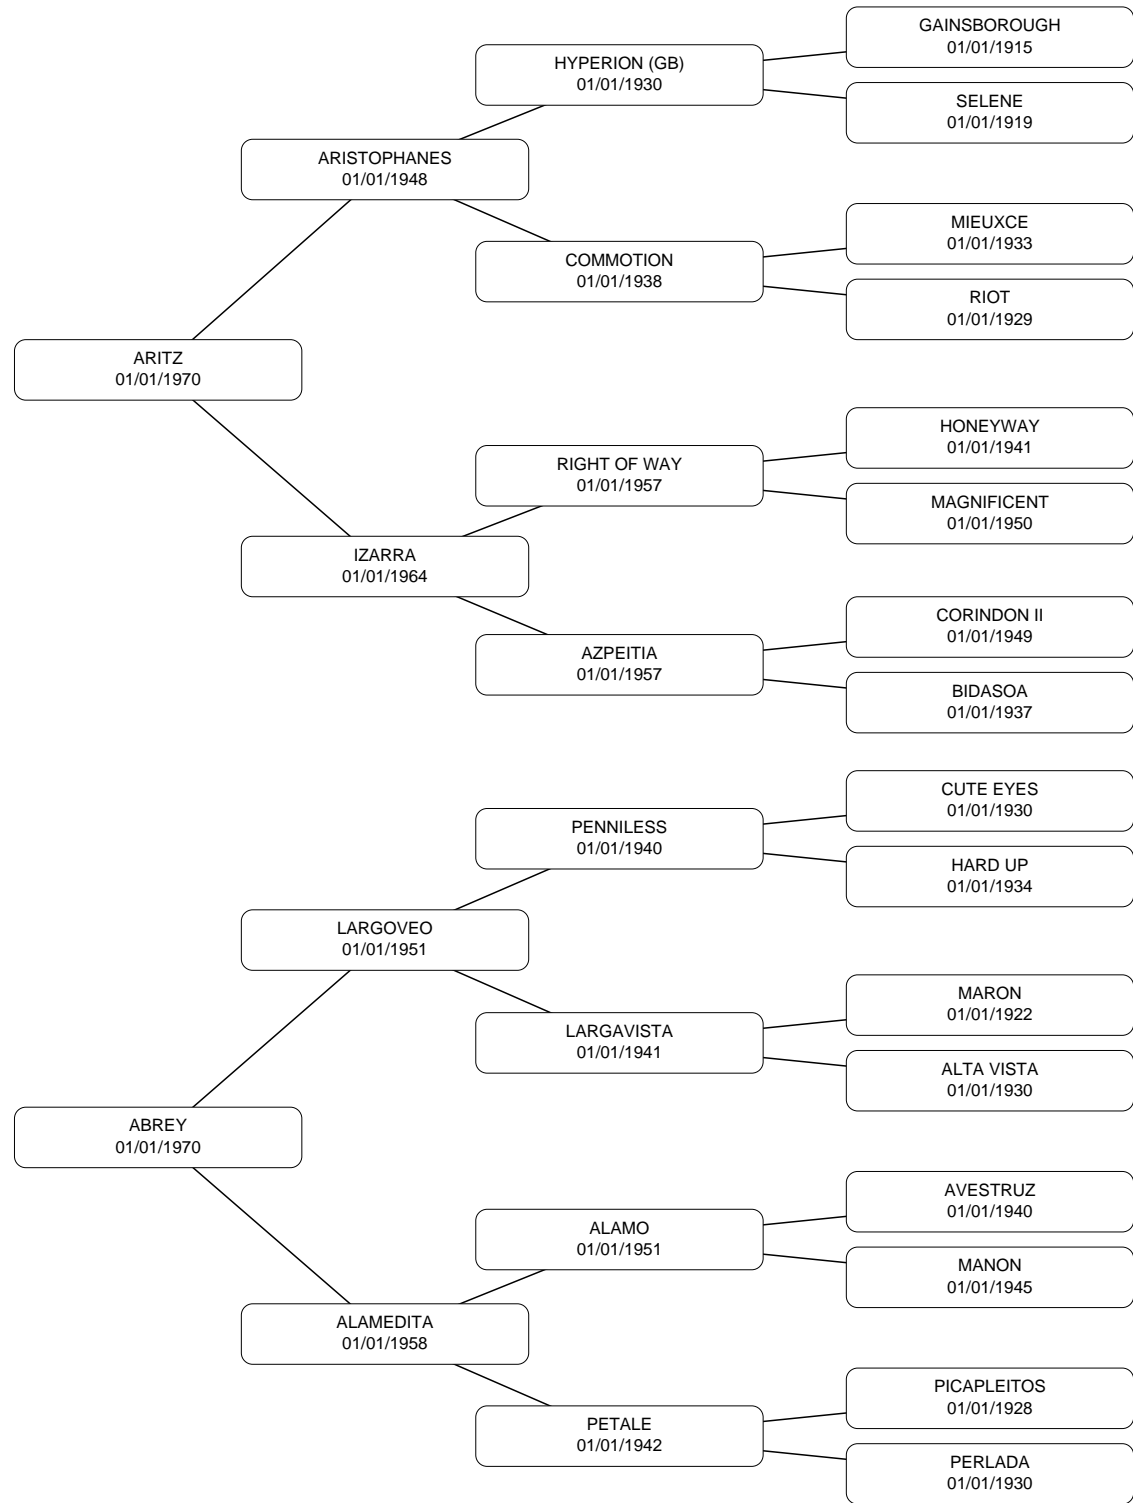 GAINSBOROUGH
01/01/1915
HYPERION (GB)
01/01/1930
SELENE
01/01/1919
ARISTOPHANES
01/01/1948
MIEUXCE
01/01/1933
COMMOTION
01/01/1938
RIOT
01/01/1929
ARITZ
01/01/1970
HONEYWAY
01/01/1941
RIGHT OF WAY
01/01/1957
MAGNIFICENT
01/01/1950
IZARRA
01/01/1964
CORINDON II
01/01/1949
AZPEITIA
01/01/1957
BIDASOA
01/01/1937
CUTE EYES
01/01/1930
PENNILESS
01/01/1940
HARD UP
01/01/1934
LARGOVEO
01/01/1951
MARON
01/01/1922
LARGAVISTA
01/01/1941
ALTA VISTA
01/01/1930
ABREY
01/01/1970
AVESTRUZ
01/01/1940
ALAMO
01/01/1951
MANON
01/01/1945
ALAMEDITA
01/01/1958
PICAPLEITOS
01/01/1928
PETALE
01/01/1942
PERLADA
01/01/1930